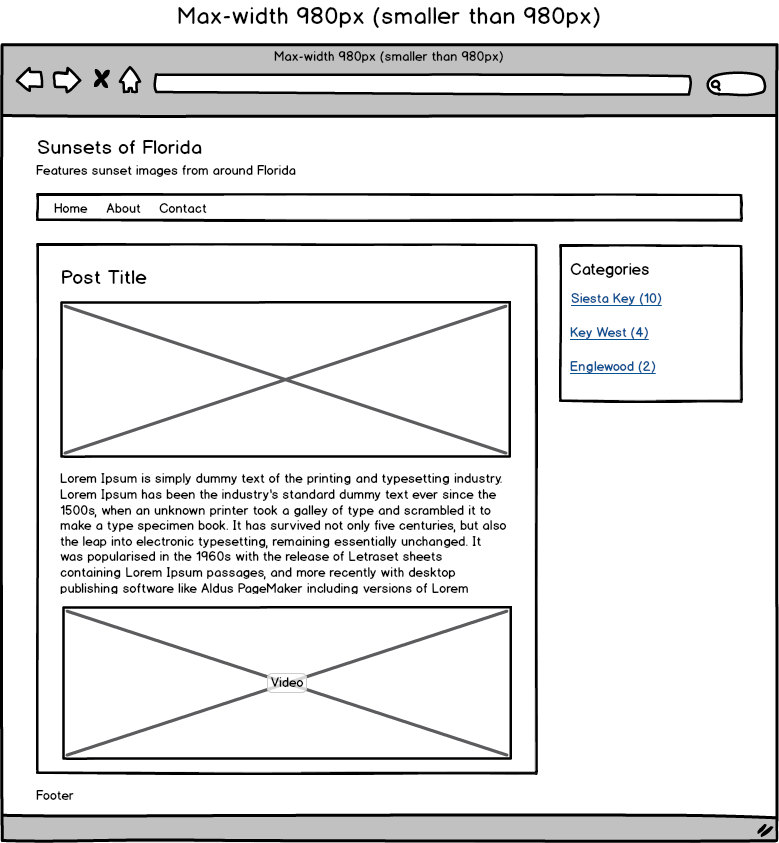 Max-width 980px (smaller than 980px)
Max-width 980px (smaller than 980px)
Sunsets of Florida
Features sunset images from around Florida
Home About Contact
Post Title
Lorem Ipsum is simply dummy text of the printing and typesetting industry.
Lorem Ipsum has been the industry's standard dummy text ever since the
1500s, when an unknown printer took a galley of type and scrambled it to
make a type specimen book. It has survived not only five centuries, but also
the leap into electronic typesetting, remaining essentially unchanged. It
was popularised in the 1960s with the release of Letraset sheets
containing Lorem Ipsum passages, and more recently with desktop
publishing software like Aldus PageMaker including versions of Lorem
Video
Categories
Siesta Key (10)
Key West (4)
Englewood (2)
Footer